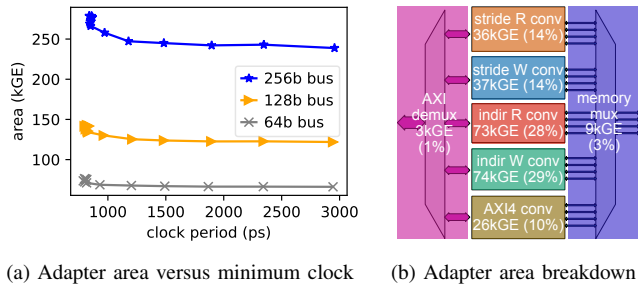 area (kGE)
250
200
150
100
256b bus
128b bus
64b bus
1000
1500
2000
2500
3000
clock period (ps)
(a) Adapter area versus minimum clock
AXI
demux
3kGE
(1%)
stride R conv
36kGE (14%)
stride W conv
37kGE (14%)
indir R conv
73kGE (28%)
indir W conv
74kGE (29%)
AXI4 conv
26kGE (10%)
memory
mux
9kGE
(3%)
(b) Adapter area breakdown